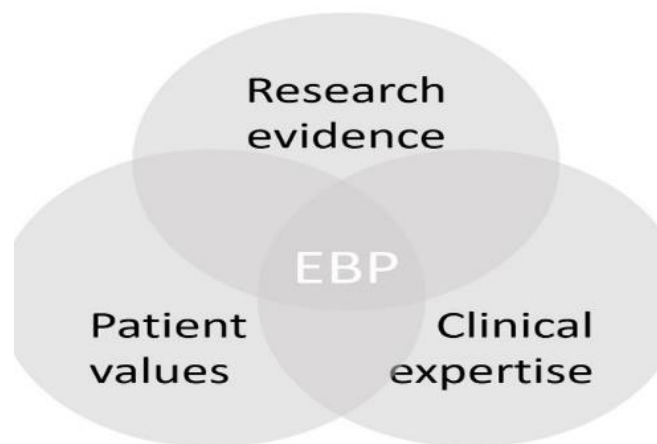 Research
evidence
EBP
Patient
values
Clinical
expertise